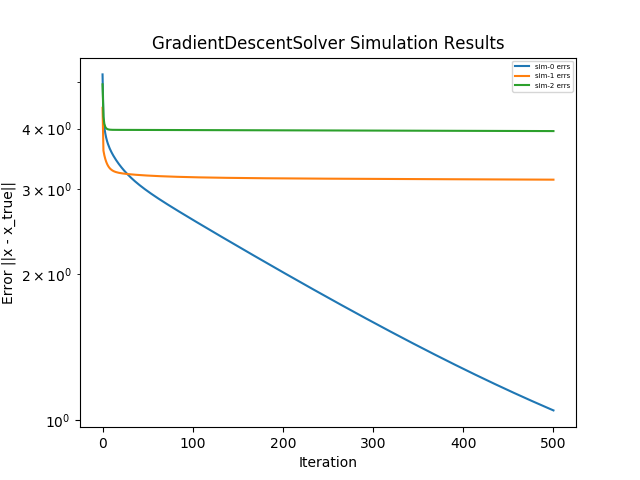 GradientDescentSolver Simulation Results
sim-0 errs
sim-1 errs
sim-2 errs
Error ||x - x_true||
4 × 10⁰
3 × 10⁰
2 × 10⁰
10⁰
0 100 200 300 400 500
Iteration